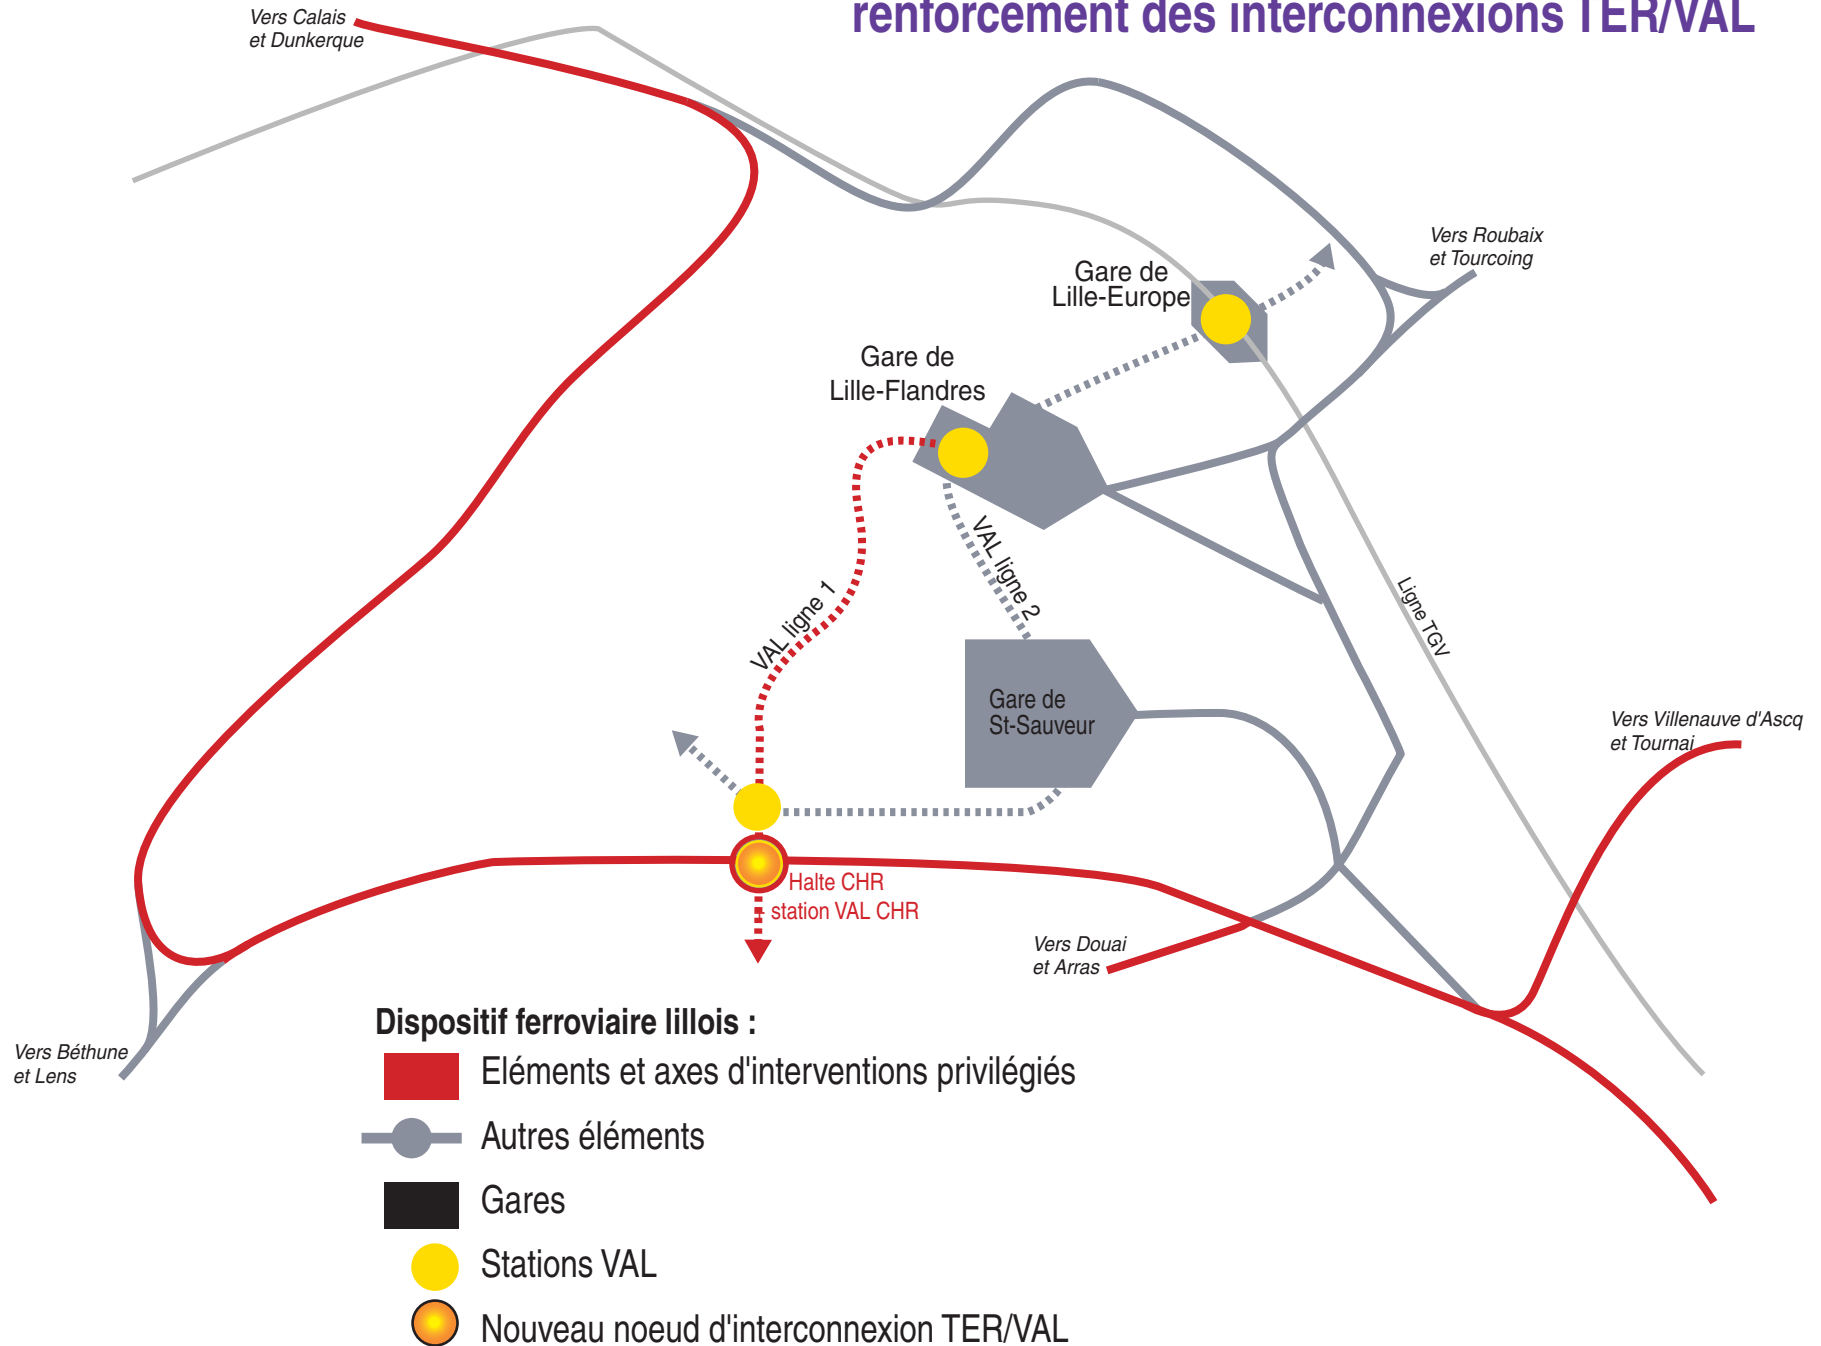 renforcement des interconnexions TER/VAL
Vers Calais
et Dunkerque
Vers Roubaix
et Tourcoing
Gare de
Lille-Europe
Gare de
Lille-Flandres
VAL ligne 1
VAL ligne 2
Ligne TGV
Gare de
St-Sauveur
Vers Villenauve d'Ascq
et Tournai
Halte CHR
- station VAL CHR
Vers Douai
et Arras
Vers Béthune
et Lens
Dispositif ferroviaire lillois :
Eléments et axes d'interventions privilégiés
Autres éléments
Gares
Stations VAL
Nouveau noeud d'interconnexion TER/VAL